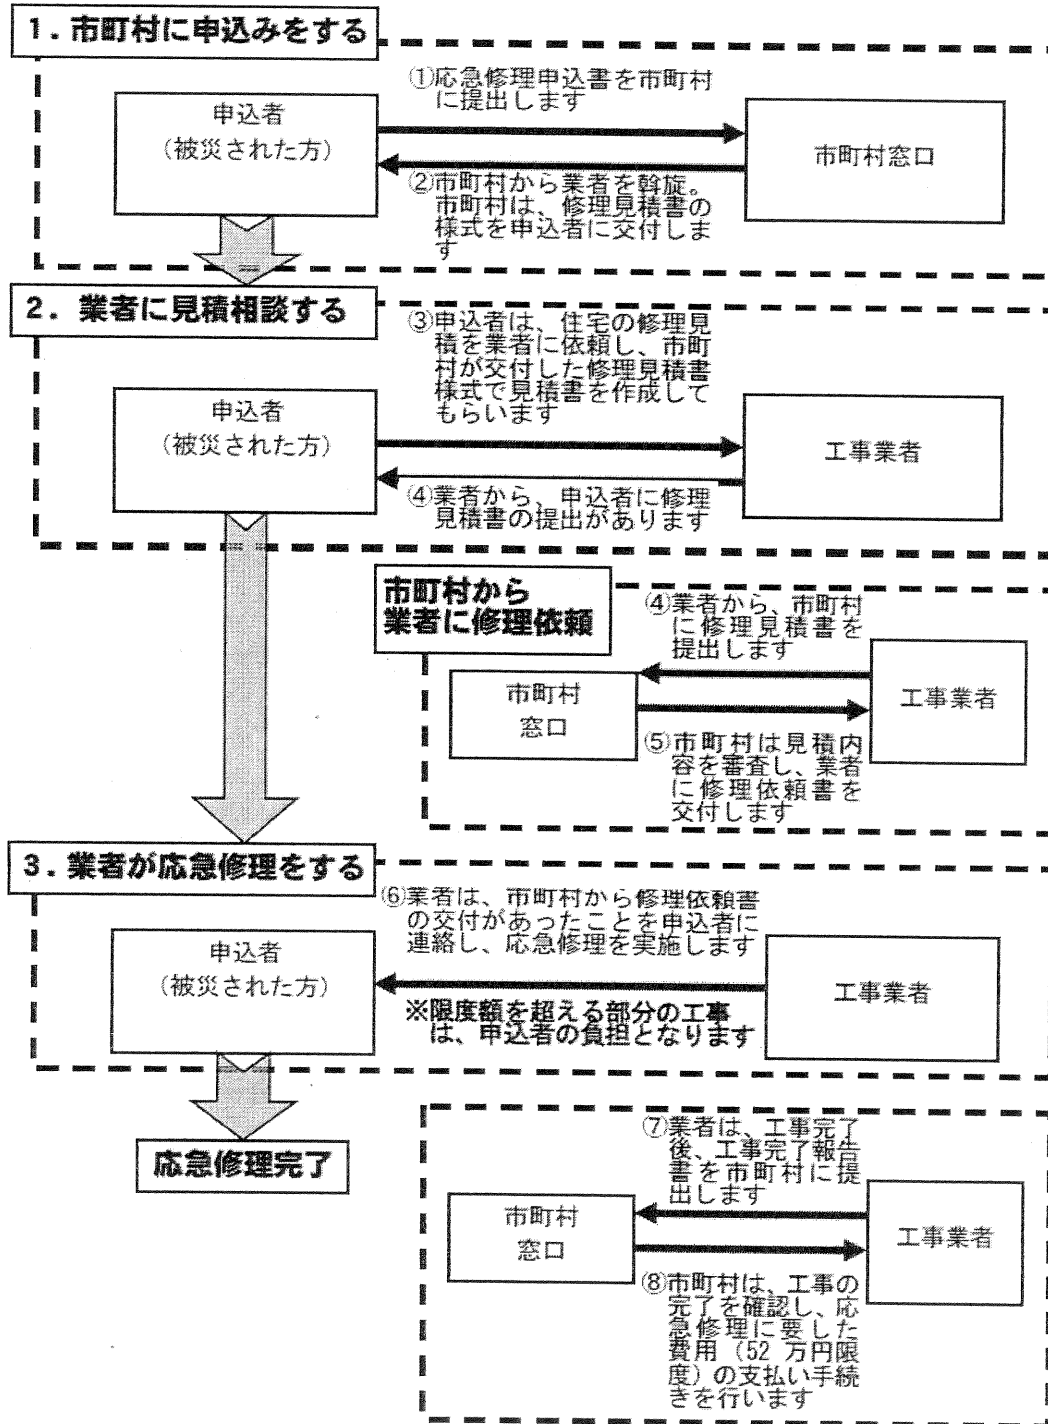 1．市町村に申込みをする
①応急修理申込書を市町村
に提出します
申込者
（被災された方）
市町村窓口
②市町村から業者を斡旋。
市町村は、修理見積書の
様式を申込者に交付しま
す
2．業者に見積相談する
③申込者は、住宅の修理見
積を業者に依頼し、市町
村が交付した修理見積書
様式で見積書を作成して
もらいます
申込者
（被災された方）
工事業者
④業者から、申込者に修理
見積書の提出があります
市町村から
業者に修理依頼
④業者から、市町村
に修理見積書を
提出します
市町村
窓口
工事業者
⑤市町村は見積内
容を審査し、業者
に修理依頼書を
交付します
3．業者が応急修理をする
⑥業者は、市町村から修理依頼書
の交付があったことを申込者に
連絡し、応急修理を実施します
申込者
（被災された方）
工事業者
※限度額を超える部分の工事
は、申込者の負担となります
応急修理完了
⑦業者は、工事完了
後、工事完了報告
書を市町村に提
出します
市町村
窓口
工事業者
⑧市町村は、工事の
完了を確認し、応
急修理に要した
費用（52 万円限
度）の支払い手続
きを行います